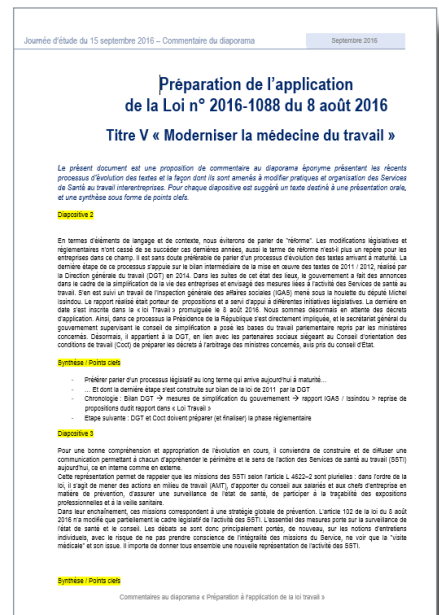 Journée d'étude du 15 septembre 2016 – Commentaire du diaporama
Septembre 2016
Préparation de l'application
de la Loi n° 2016-1088 du 8 août 2016
Titre V « Moderniser la médecine du travail »
Le présent document est une proposition de commentaire au diaporama éponyme présentant les récents
processus d'évolution des textes et la façon dont ils sont amenés à modifier pratiques et organisation des Services
de Santé au travail interentreprises. Pour chaque diapositive est suggéré un texte destiné à une présentation orale,
et une synthèse sous forme de points clefs.
Diapositive 2
En termes d'éléments de langage et de contexte, nous éviterons de parler de "réforme". Les modifications législatives et
réglementaires n'ont cessé de se succéder ces dernières années, aussi le terme de réforme n'est-il plus un repère pour les
entreprises dans ce champ. Il est sans doute préférable de parler d'un processus d'évolution des textes arrivant à maturité. La
dernière étape de ce processus s'appuie sur le bilan intermédiaire de la mise en œuvre des textes de 2011 / 2012, réalisé par
la Direction générale du travail (DGT) en 2014. Dans les suites de cet état des lieux, le gouvernement a fait des annonces
dans le cadre de la simplification de la vie des entreprises et envisagé des mesures liées à l'activité des Services de santé au
travail. S'en est suivi un travail de l'inspection générale des affaires sociales (IGAS) mené sous la houlette du député Michel
Issindou. Le rapport réalisé était porteur de propositions et a servi d'appui à différentes initiatives législatives. La dernière en
date s'est inscrite dans la « loi Travail » promulguée le 8 août 2016. Nous sommes désormais en attente des décrets
d'application. Ainsi, dans ce processus la Présidence de la République s'est directement impliquée, et le secrétariat général du
gouvernement supervisant le conseil de simplification a posé les bases du travail parlementaire repris par les ministères
concernés. Désormais, il appartient à la DGT, en lien avec les partenaires sociaux siégeant au Conseil d'orientation des
conditions de travail (Coct) de préparer les décrets à l'arbitrage des ministres concernés, avis pris du conseil d'Etat.
Synthèse / Points clefs
- Préférer parler d'un processus législatif au long terme qui arrive aujourd'hui à maturité…
- … Et dont la dernière étape s'est construite sur bilan de la loi de 2011 par la DGT
- Chronologie : Bilan DGT → mesures de simplification du gouvernement → rapport IGAS / Issindou > reprise de
propositions dudit rapport dans « Loi Travail »
- Etape suivante : DGT et Coct doivent préparer (et finaliser) la phase réglementaire
Diapositive 3
Pour une bonne compréhension et appropriation de l'évolution en cours, il conviendra de construire et de diffuser une
communication permettant à chacun d'appréhender le périmètre et le sens de l'action des Services de santé au travail (SSTI)
aujourd'hui, ce en interne comme en externe.
Cette représentation permet de rappeler que les missions des SSTI selon l'article L 4622–2 sont plurielles : dans l'ordre de la
loi, il s'agit de mener des actions en milieu de travail (AMT), d'apporter du conseil aux salariés et aux chefs d'entreprise en
matière de prévention, d'assurer une surveillance de l'état de santé, de participer à la traçabilité des expositions
professionnelles et à la veille sanitaire.
Dans leur enchaînement, ces missions correspondent à une stratégie globale de prévention. L'article 102 de la loi du 8 août
2016 n'a modifié que partiellement le cadre législatif de l'activité des SSTI. L'essentiel des mesures porte sur la surveillance de
l'état de santé et le conseil. Les débats se sont donc principalement portés, de nouveau, sur les notions d'entretiens
individuels, avec le risque de ne pas prendre conscience de l'intégralité des missions du Service, ne voir que la "visite
médicale" et son issue. Il importe de donner tous ensemble une nouvelle représentation de l'activité des SSTI.
Synthèse / Points clefs
Commentaires au diaporama « Préparation à l'application de la loi travail »